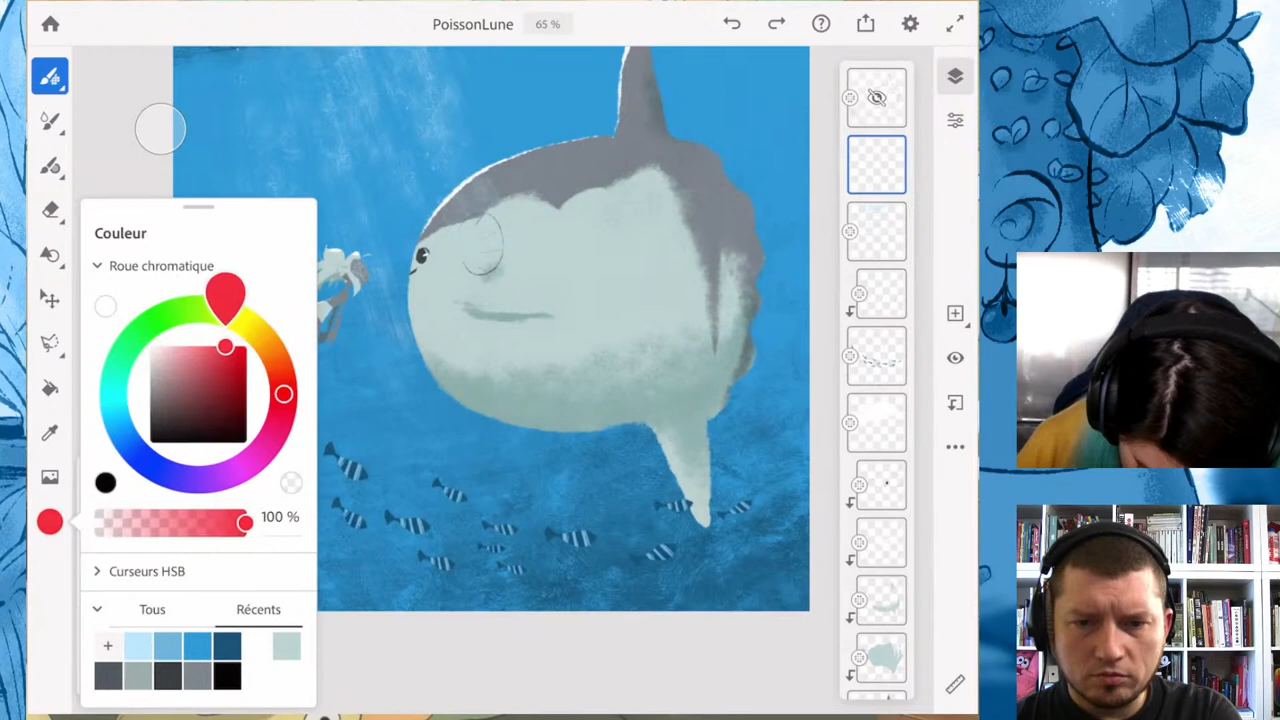 PoissonLune 65 %
Couleur
Roue chromatique
100 %
Curseurs HSB
Tous Récents